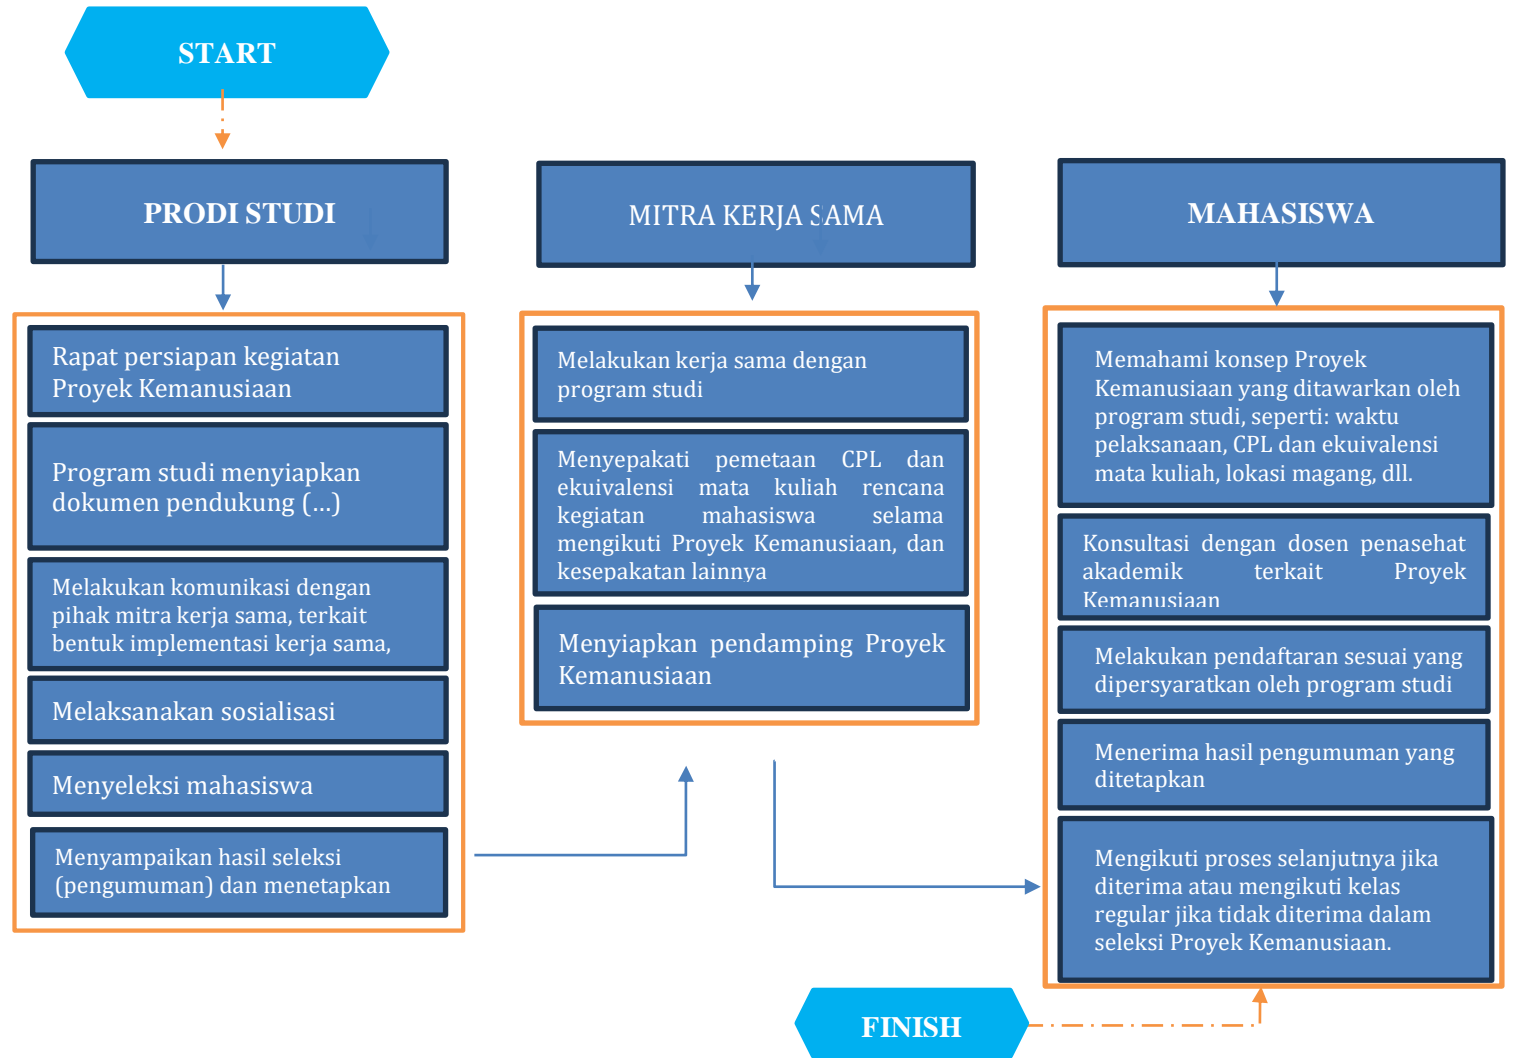 START
PRODI STUDI
Rapat persiapan kegiatan
Proyek Kemanusiaan
Program studi menyiapkan
dokumen pendukung (...)
Melakukan komunikasi dengan
pihak mitra kerja sama, terkait
bentuk implementasi kerja sama,
Melaksanakan sosialisasi
Menyeleksi mahasiswa
Menyampaikan hasil seleksi
(pengumuman) dan menetapkan
MITRA KERJA SAMA
Melakukan kerja sama dengan
program studi
Menyepakati pemetaan CPL dan
ekuivalensi mata kuliah rencana
kegiatan mahasiswa selama
mengikuti Proyek Kemanusiaan, dan
kesepakatan lainnya
Menyiapkan pendamping Proyek
Kemanusiaan
MAHASISWA
Memahami konsep Proyek
Kemanusiaan yang ditawarkan oleh
program studi, seperti: waktu
pelaksanaan, CPL dan ekuivalensi
mata kuliah, lokasi magang, dll.
Konsultasi dengan dosen penasehat
akademik terkait Proyek
Kemanusiaan
Melakukan pendaftaran sesuai yang
dipersyaratkan oleh program studi
Menerima hasil pengumuman yang
ditetapkan
Mengikuti proses selanjutnya jika
diterima atau mengikuti kelas
regular jika tidak diterima dalam
seleksi Proyek Kemanusiaan.
FINISH